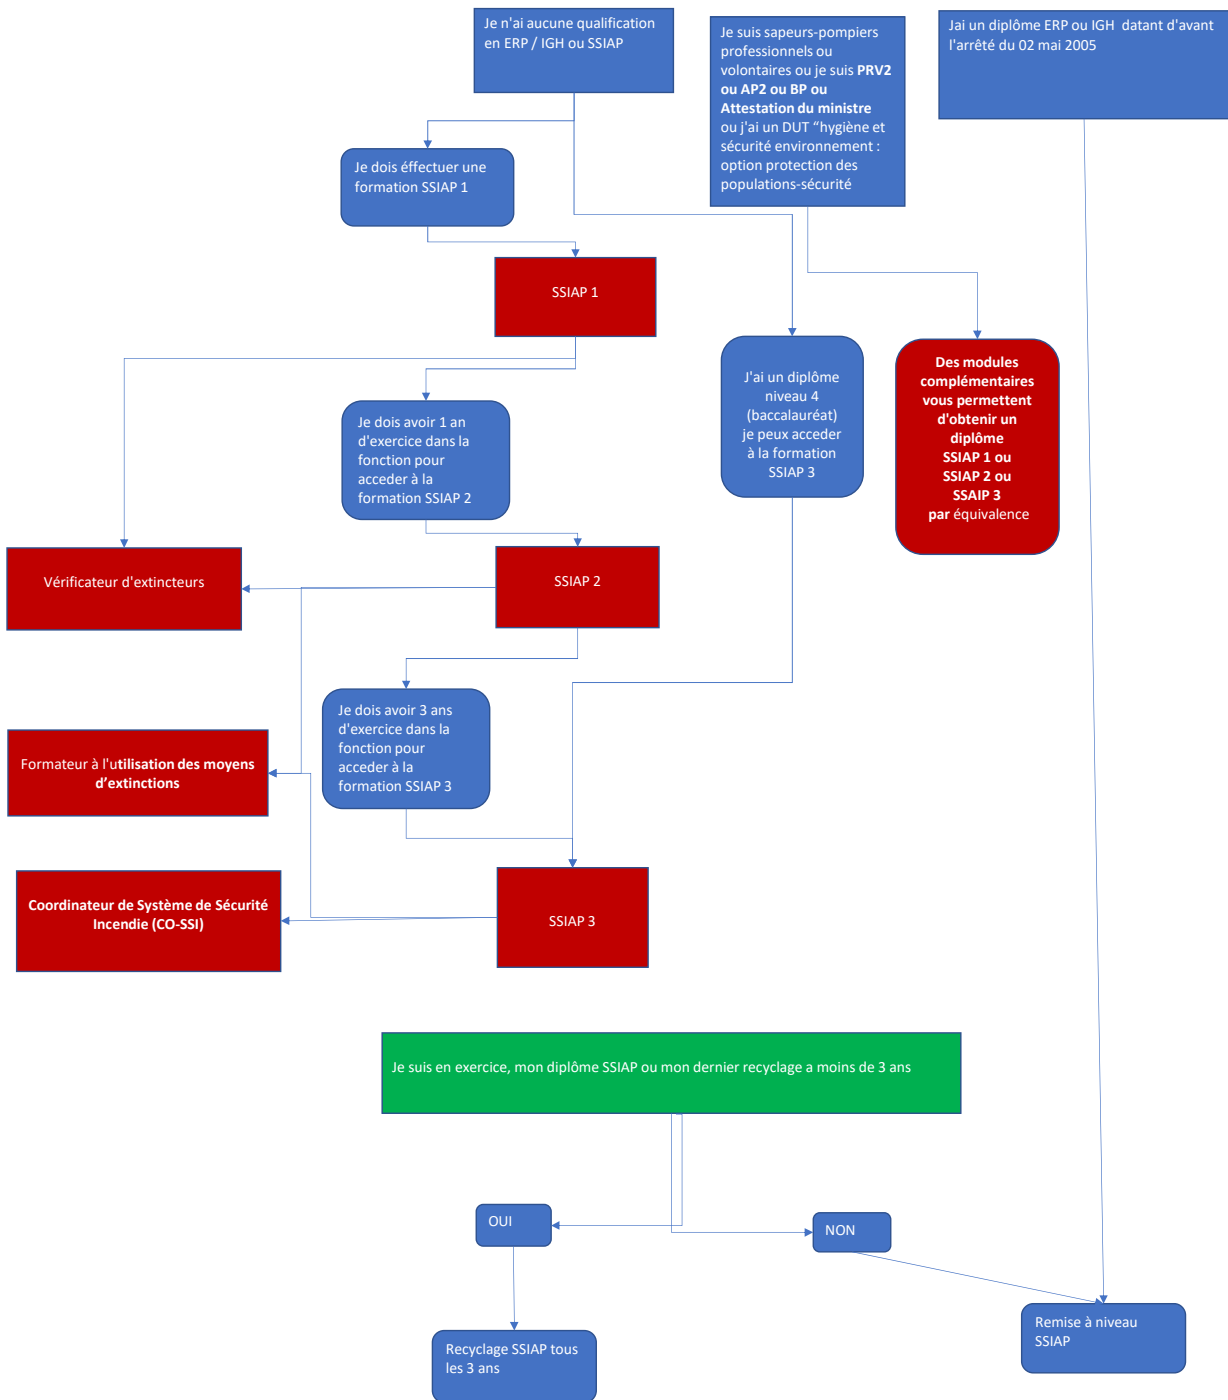 Je n'ai aucune qualification
en ERP / IGH ou SSIAP
Je suis sapeurs-pompiers
professionnels ou
volontaires ou je suis PRV2
ou AP2 ou BP ou
Attestation du ministre
ou j'ai un DUT “hygiène et
sécurité environnement :
option protection des
populations-sécurité
Jai un diplôme ERP ou IGH datant d'avant
l'arrêté du 02 mai 2005
Je dois éffectuer une
formation SSIAP 1
SSIAP 1
Je dois avoir 1 an
d'exercice dans la
fonction pour
acceder à la
formation SSIAP 2
J'ai un diplôme
niveau 4
(baccalauréat)
je peux acceder
à la formation
SSIAP 3
Des modules
complémentaires
vous permettent
d'obtenir un
diplôme
SSIAP 1 ou
SSIAP 2 ou
SSAIP 3
par équivalence
Vérificateur d'extincteurs
SSIAP 2
Je dois avoir 3 ans
d'exercice dans la
fonction pour
acceder à la
formation SSIAP 3
Formateur à l'utilisation des moyens
d’extinctions
Coordinateur de Système de Sécurité
Incendie (CO-SSI)
SSIAP 3
Je suis en exercice, mon diplôme SSIAP ou mon dernier recyclage a moins de 3 ans
OUI
NON
Recyclage SSIAP tous
les 3 ans
Remise à niveau
SSIAP